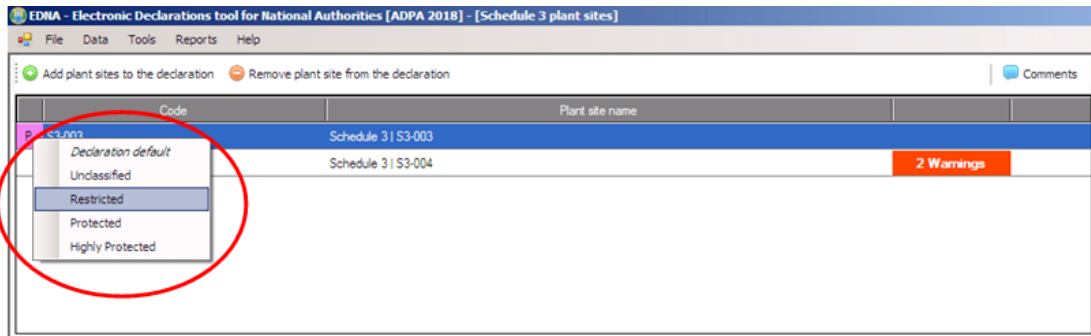 EDNA - Electronic Declarations tool for National Authorities [ADPA 2018] - [Schedule 3 plant sites]
File Data Tools Reports Help
Add plant sites to the declaration Remove plant site from the declaration Comments
Code Plant site name
P S3-003 Schedule 3 | S3-003
Declaration default
Schedule 3 | S3-004 2 Warnings
Unclassified
Restricted
Protected
Highly Protected